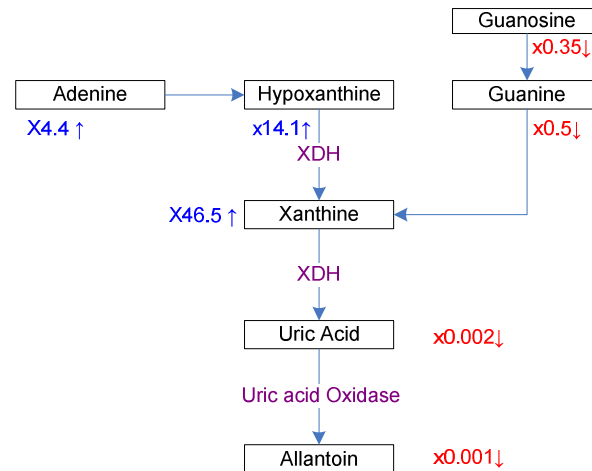 Guanosine
x0.35↓
Adenine
Hypoxanthine
Guanine
X4.4 ↑
x14.1↑
x0.5↓
XDH
X46.5 ↑
Xanthine
XDH
Uric Acid
x0.002↓
Uric acid Oxidase
Allantoin
x0.001↓